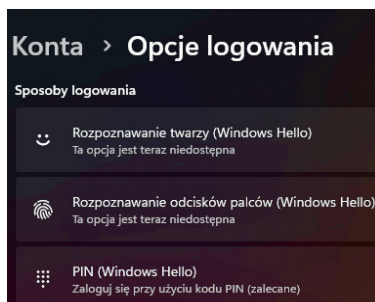 Konta > Opcje logowania
Sposoby logowania
Rozpoznawanie twarzy (Windows Hello)
Ta opcja jest teraz niedostępna
Rozpoznawanie odcisków palców (Windows Hello)
Ta opcja jest teraz niedostępna
PIN (Windows Hello)
Zaloguj się przy użyciu kodu PIN (zalecane)